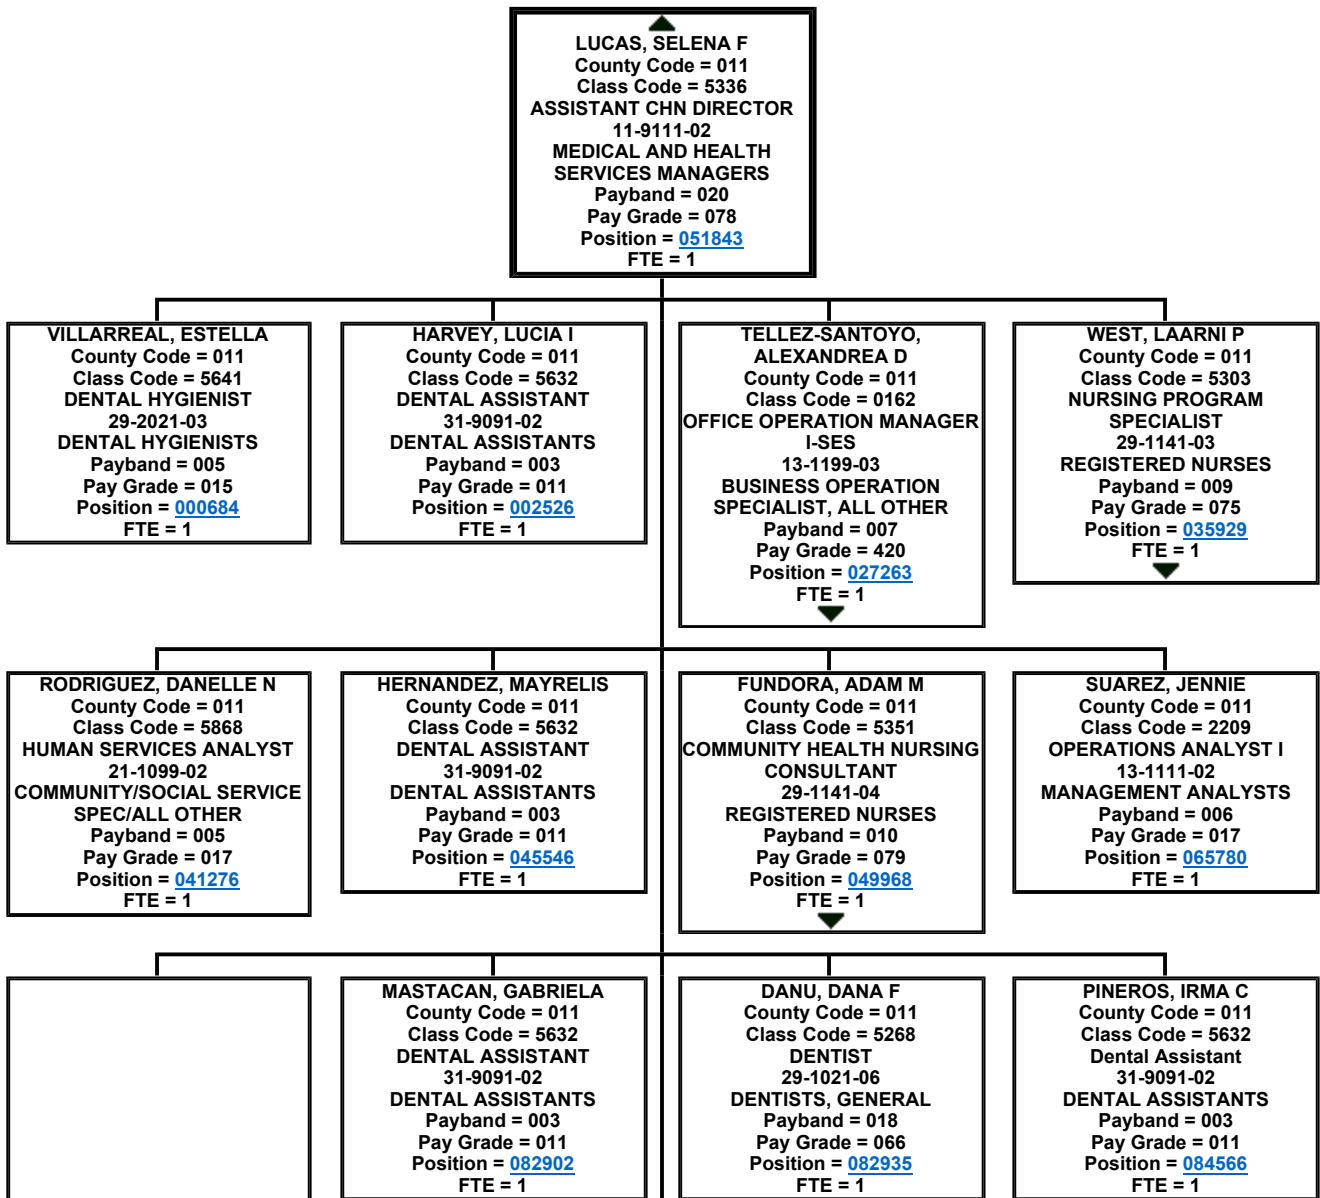 LUCAS, SELENA F
County Code = 011
Class Code = 5336
ASSISTANT CHN DIRECTOR
11-9111-02
MEDICAL AND HEALTH
SERVICES MANAGERS
Payband = 020
Pay Grade = 078
Position = 051843
FTE = 1
VILLARREAL, ESTELLA
County Code = 011
Class Code = 5641
DENTAL HYGIENIST
29-2021-03
DENTAL HYGIENISTS
Payband = 005
Pay Grade = 015
Position = 000684
FTE = 1
HARVEY, LUCIA I
County Code = 011
Class Code = 5632
DENTAL ASSISTANT
31-9091-02
DENTAL ASSISTANTS
Payband = 003
Pay Grade = 011
Position = 002526
FTE = 1
TELLEZ-SANTOYO,
ALEXANDREA D
County Code = 011
Class Code = 0162
OFFICE OPERATION MANAGER
I-SES
13-1199-03
BUSINESS OPERATION
SPECIALIST, ALL OTHER
Payband = 007
Pay Grade = 420
Position = 027263
FTE = 1
WEST, LAARNI P
County Code = 011
Class Code = 5303
NURSING PROGRAM
SPECIALIST
29-1141-03
REGISTERED NURSES
Payband = 009
Pay Grade = 075
Position = 035929
FTE = 1
RODRIGUEZ, DANELLE N
County Code = 011
Class Code = 5868
HUMAN SERVICES ANALYST
21-1099-02
COMMUNITY/SOCIAL SERVICE
SPEC/ALL OTHER
Payband = 005
Pay Grade = 017
Position = 041276
FTE = 1
HERNANDEZ, MAYRELIS
County Code = 011
Class Code = 5632
DENTAL ASSISTANT
31-9091-02
DENTAL ASSISTANTS
Payband = 003
Pay Grade = 011
Position = 045546
FTE = 1
FUNDORA, ADAM M
County Code = 011
Class Code = 5351
COMMUNITY HEALTH NURSING
CONSULTANT
29-1141-04
REGISTERED NURSES
Payband = 010
Pay Grade = 079
Position = 049968
FTE = 1
SUAREZ, JENNIE
County Code = 011
Class Code = 2209
OPERATIONS ANALYST I
13-1111-02
MANAGEMENT ANALYSTS
Payband = 006
Pay Grade = 017
Position = 065780
FTE = 1
MASTACAN, GABRIELA
County Code = 011
Class Code = 5632
DENTAL ASSISTANT
31-9091-02
DENTAL ASSISTANTS
Payband = 003
Pay Grade = 011
Position = 082902
FTE = 1
DANU, DANA F
County Code = 011
Class Code = 5268
DENTIST
29-1021-06
DENTISTS, GENERAL
Payband = 018
Pay Grade = 066
Position = 082935
FTE = 1
PINEROS, IRMA C
County Code = 011
Class Code = 5632
Dental Assistant
31-9091-02
DENTAL ASSISTANTS
Payband = 003
Pay Grade = 011
Position = 084566
FTE = 1